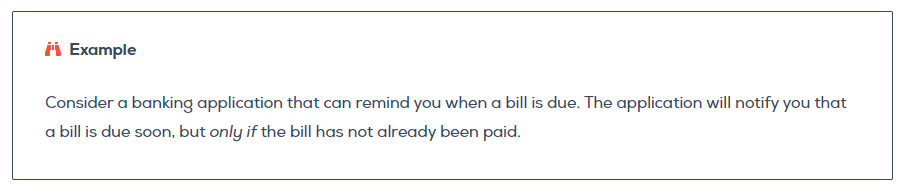 Example
Consider a banking application that can remind you when a bill is due. The application will notify you that
a bill is due soon, but only if the bill has not already been paid.